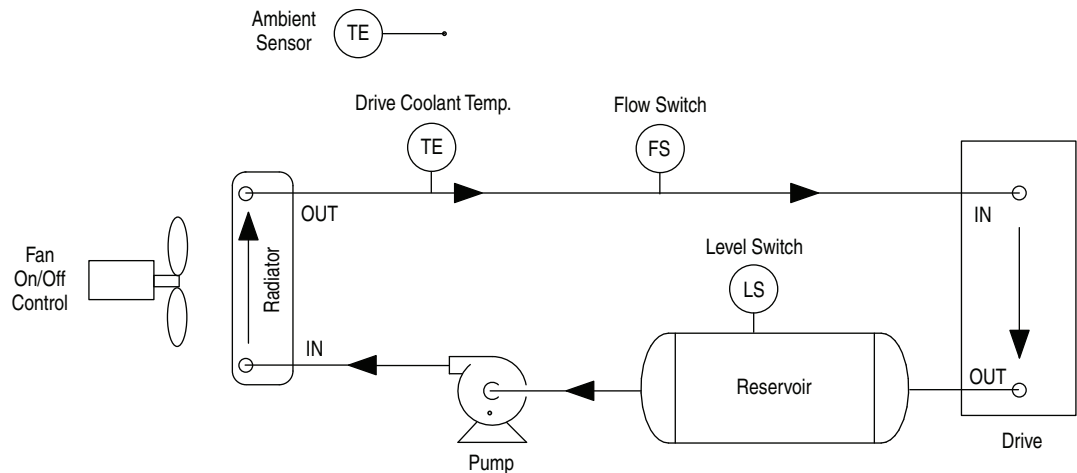 Ambient
Sensor
TE
Drive Coolant Temp.
TE
Flow Switch
FS
OUT
IN
Fan
On/Off
Control
Radiator
Level Switch
LS
IN
OUT
Reservoir
Pump
Drive